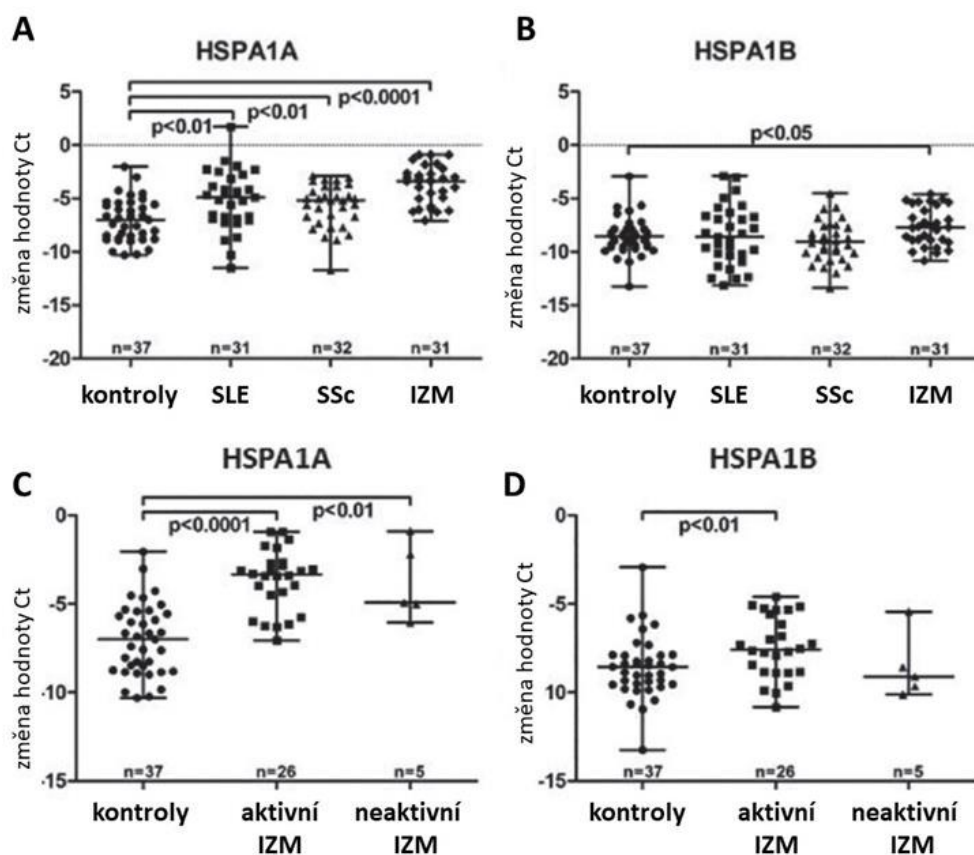 A
HSPA1A
změna hodnoty Ct
5
0
-5
-10
-15
-20
p<0.0001
p<0.01
p<0.01
n=37 n=31 n=32 n=31
kontroly SLE SSc IZM
B
HSPA1B
změna hodnoty Ct
5
0
-5
-10
-15
-20
p<0.05
n=37 n=31 n=32 n=31
kontroly SLE SSc IZM
C
HSPA1A
změna hodnoty Ct
0
-5
-10
-15
p<0.0001 p<0.01
n=37 n=26 n=5
kontroly aktivní neaktivní
IZM IZM
D
HSPA1B
změna hodnoty Ct
0
-5
-10
-15
p<0.01
n=37 n=26 n=5
kontroly aktivní neaktivní
IZM IZM